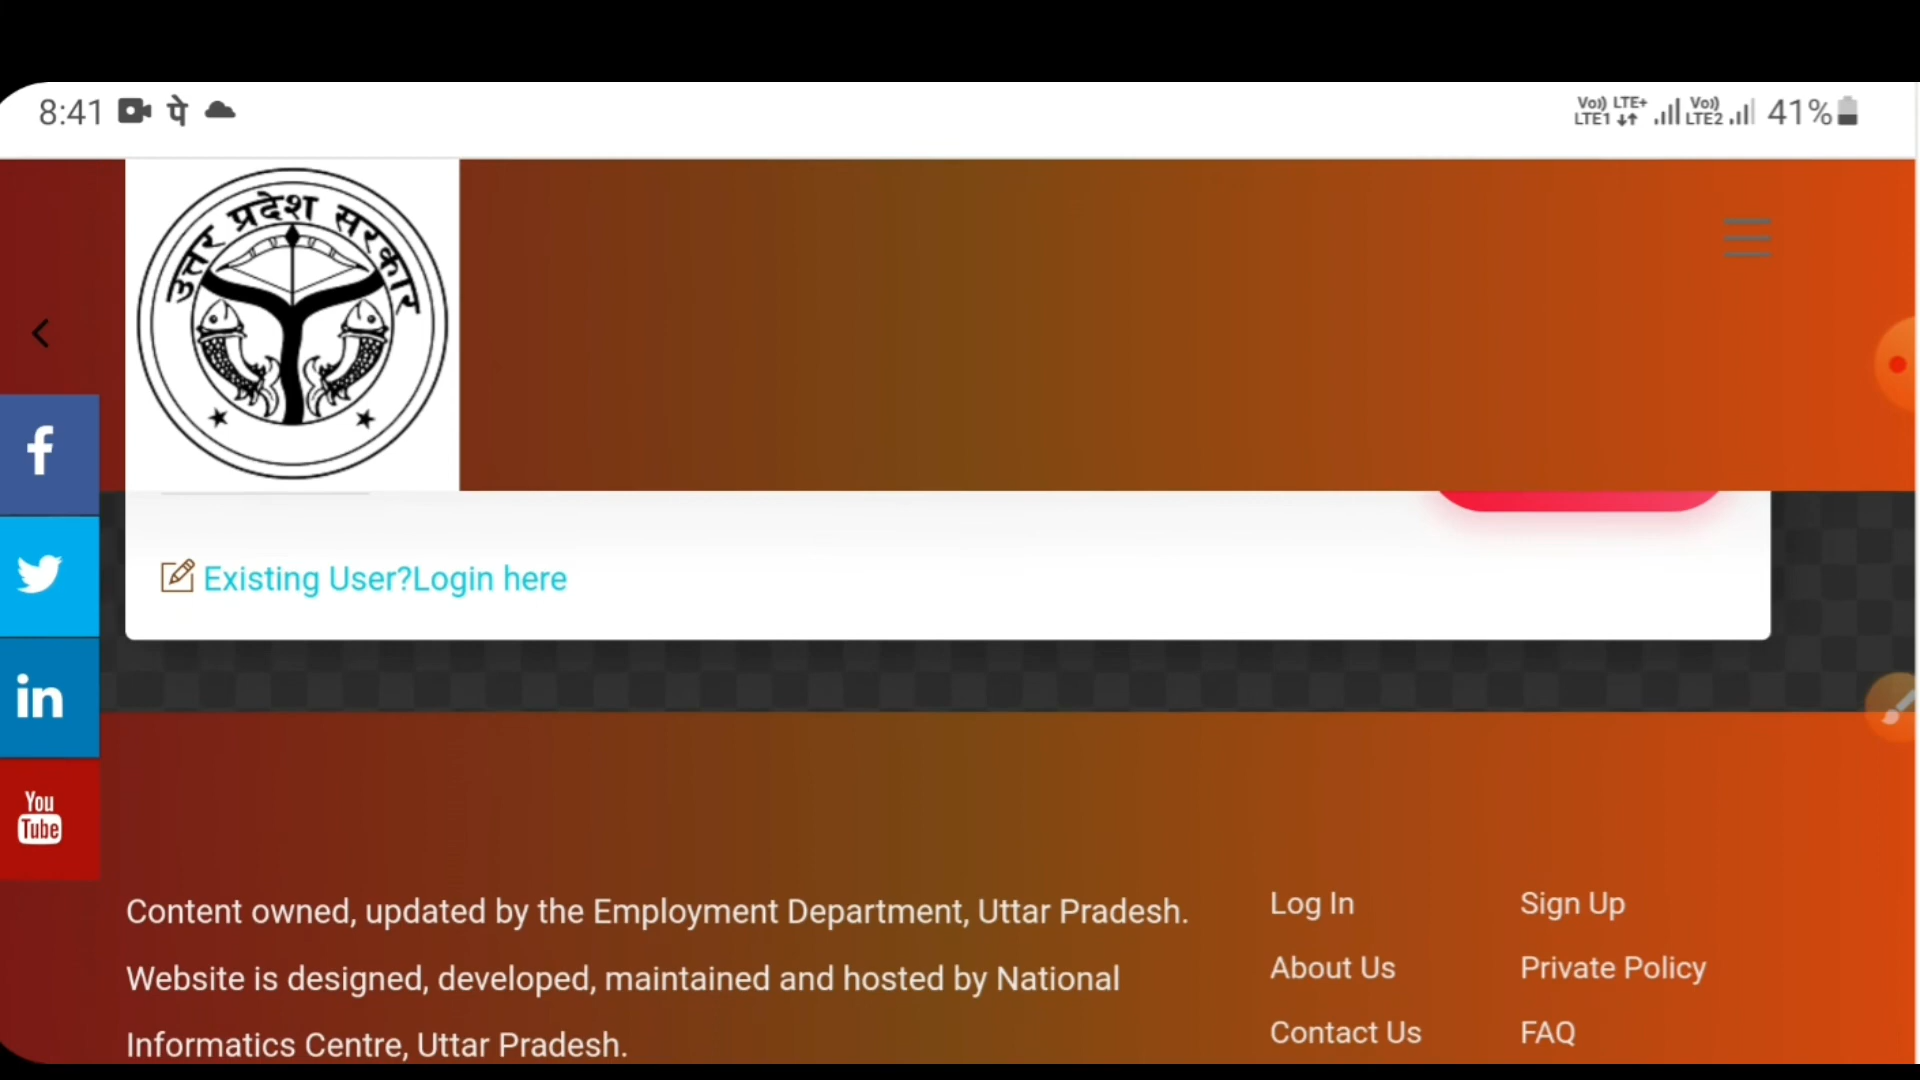 8:41 पे Vo)) LTE+ LTE1 Vo)) LTE2 41%
उत्तर प्रदेश सरकार
f
Existing User?Login here
in
You
Tube
Content owned, updated by the Employment Department, Uttar Pradesh.
Website is designed, developed, maintained and hosted by National
Informatics Centre, Uttar Pradesh.
Log In
Sign Up
About Us
Private Policy
Contact Us
FAQ